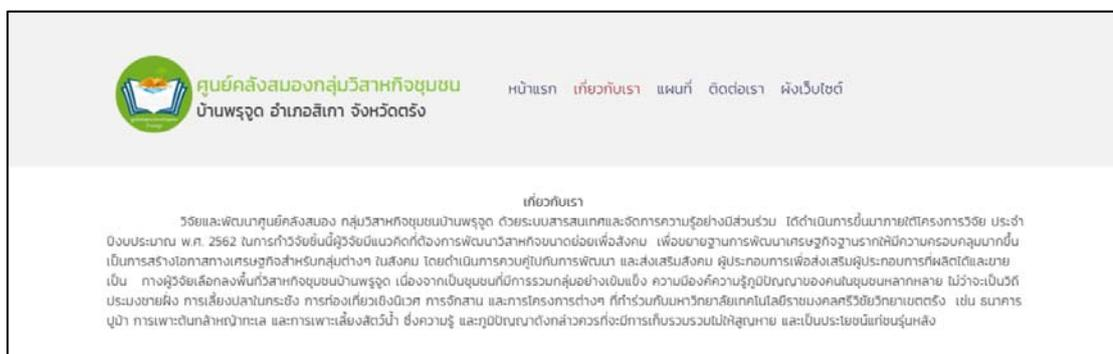 ศูนย์คลังสมองกลุ่มวิสาหกิจชุมชน
บ้านพรุจูด อำเภอสิเกา จังหวัดตรัง
หน้าแรก เกี่ยวกับเรา แผนที่ ติดต่อเรา ผังเว็บไซต์
เกี่ยวกับเรา
วิจัยและพัฒนาศูนย์คลังสมอง กลุ่มวิสาหกิจชุมชนบ้านพรุจูด ด้วยระบบสารสนเทศและจัดการความรู้อย่างมีส่วนร่วม ได้ดำเนินการขึ้นมาภายใต้โครงการวิจัย ประจำ
ปีงบประมาณ พ.ศ. 2562 ในการทำวิจัยชิ้นนี้ผู้วิจัยมีแนวคิดที่ต้องการพัฒนาวิสาหกิจขนาดย่อยเพื่อสังคม เพื่อขยายฐานการพัฒนาเศรษฐกิจฐานรากให้มีความครอบคลุมมากขึ้น
เป็นการสร้างโอกาสทางเศรษฐกิจสำหรับกลุ่มต่างๆ ในสังคม โดยดำเนินการควบคู่ไปกับการพัฒนา และส่งเสริมสังคม ผู้ประกอบการเพื่อส่งเสริมผู้ประกอบการที่ผลิตได้และขาย
เป็น ทางผู้วิจัยเลือกลงพื้นที่วิสาหกิจชุมชนบ้านพรุจูด เนื่องจากเป็นชุมชนที่มีการรวมกลุ่มอย่างเข้มแข็ง ความมีองค์ความรู้ภูมิปัญญาของคนในชุมชนหลากหลาย ไม่ว่าจะเป็นวิถี
ประมงชายฝั่ง การเลี้ยงปลาในกระชัง การท่องเที่ยวเชิงนิเวศ การจักสาน และการโครงการต่างๆ ที่ทำร่วมกับมหาวิทยาลัยเทคโนโลยีราชมงคลศรีวิชัยวิทยาเขตตรัง เช่น ธนาคาร
ปูม้า การเพาะต้นกล้าหญ้าทะเล และการเพาะเลี้ยงสัตว์น้ำ ซึ่งความรู้ และภูมิปัญญาดังกล่าวควรที่จะมีการเก็บรวบรวมไม่ให้สูญหาย และเป็นประโยชน์แก่ชนรุ่นหลัง